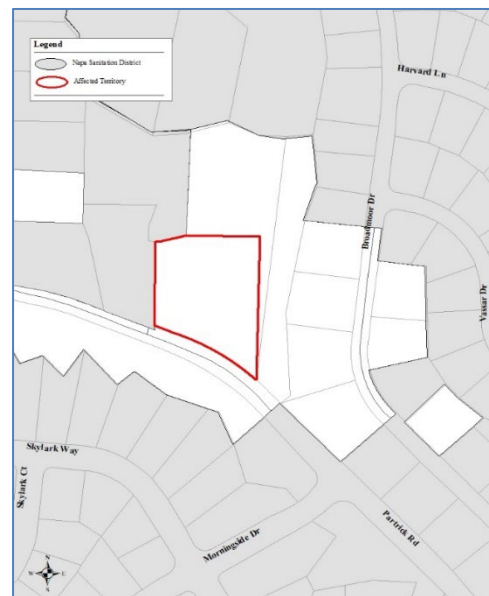 Legend
Napa Sanitation District
Affected Territory
Harvard Ln
Broadmoor Dr
Vassar Dr
Skylark Way
Skylark Ct
Morningside Dr
Partrick Rd
N
W
E
S